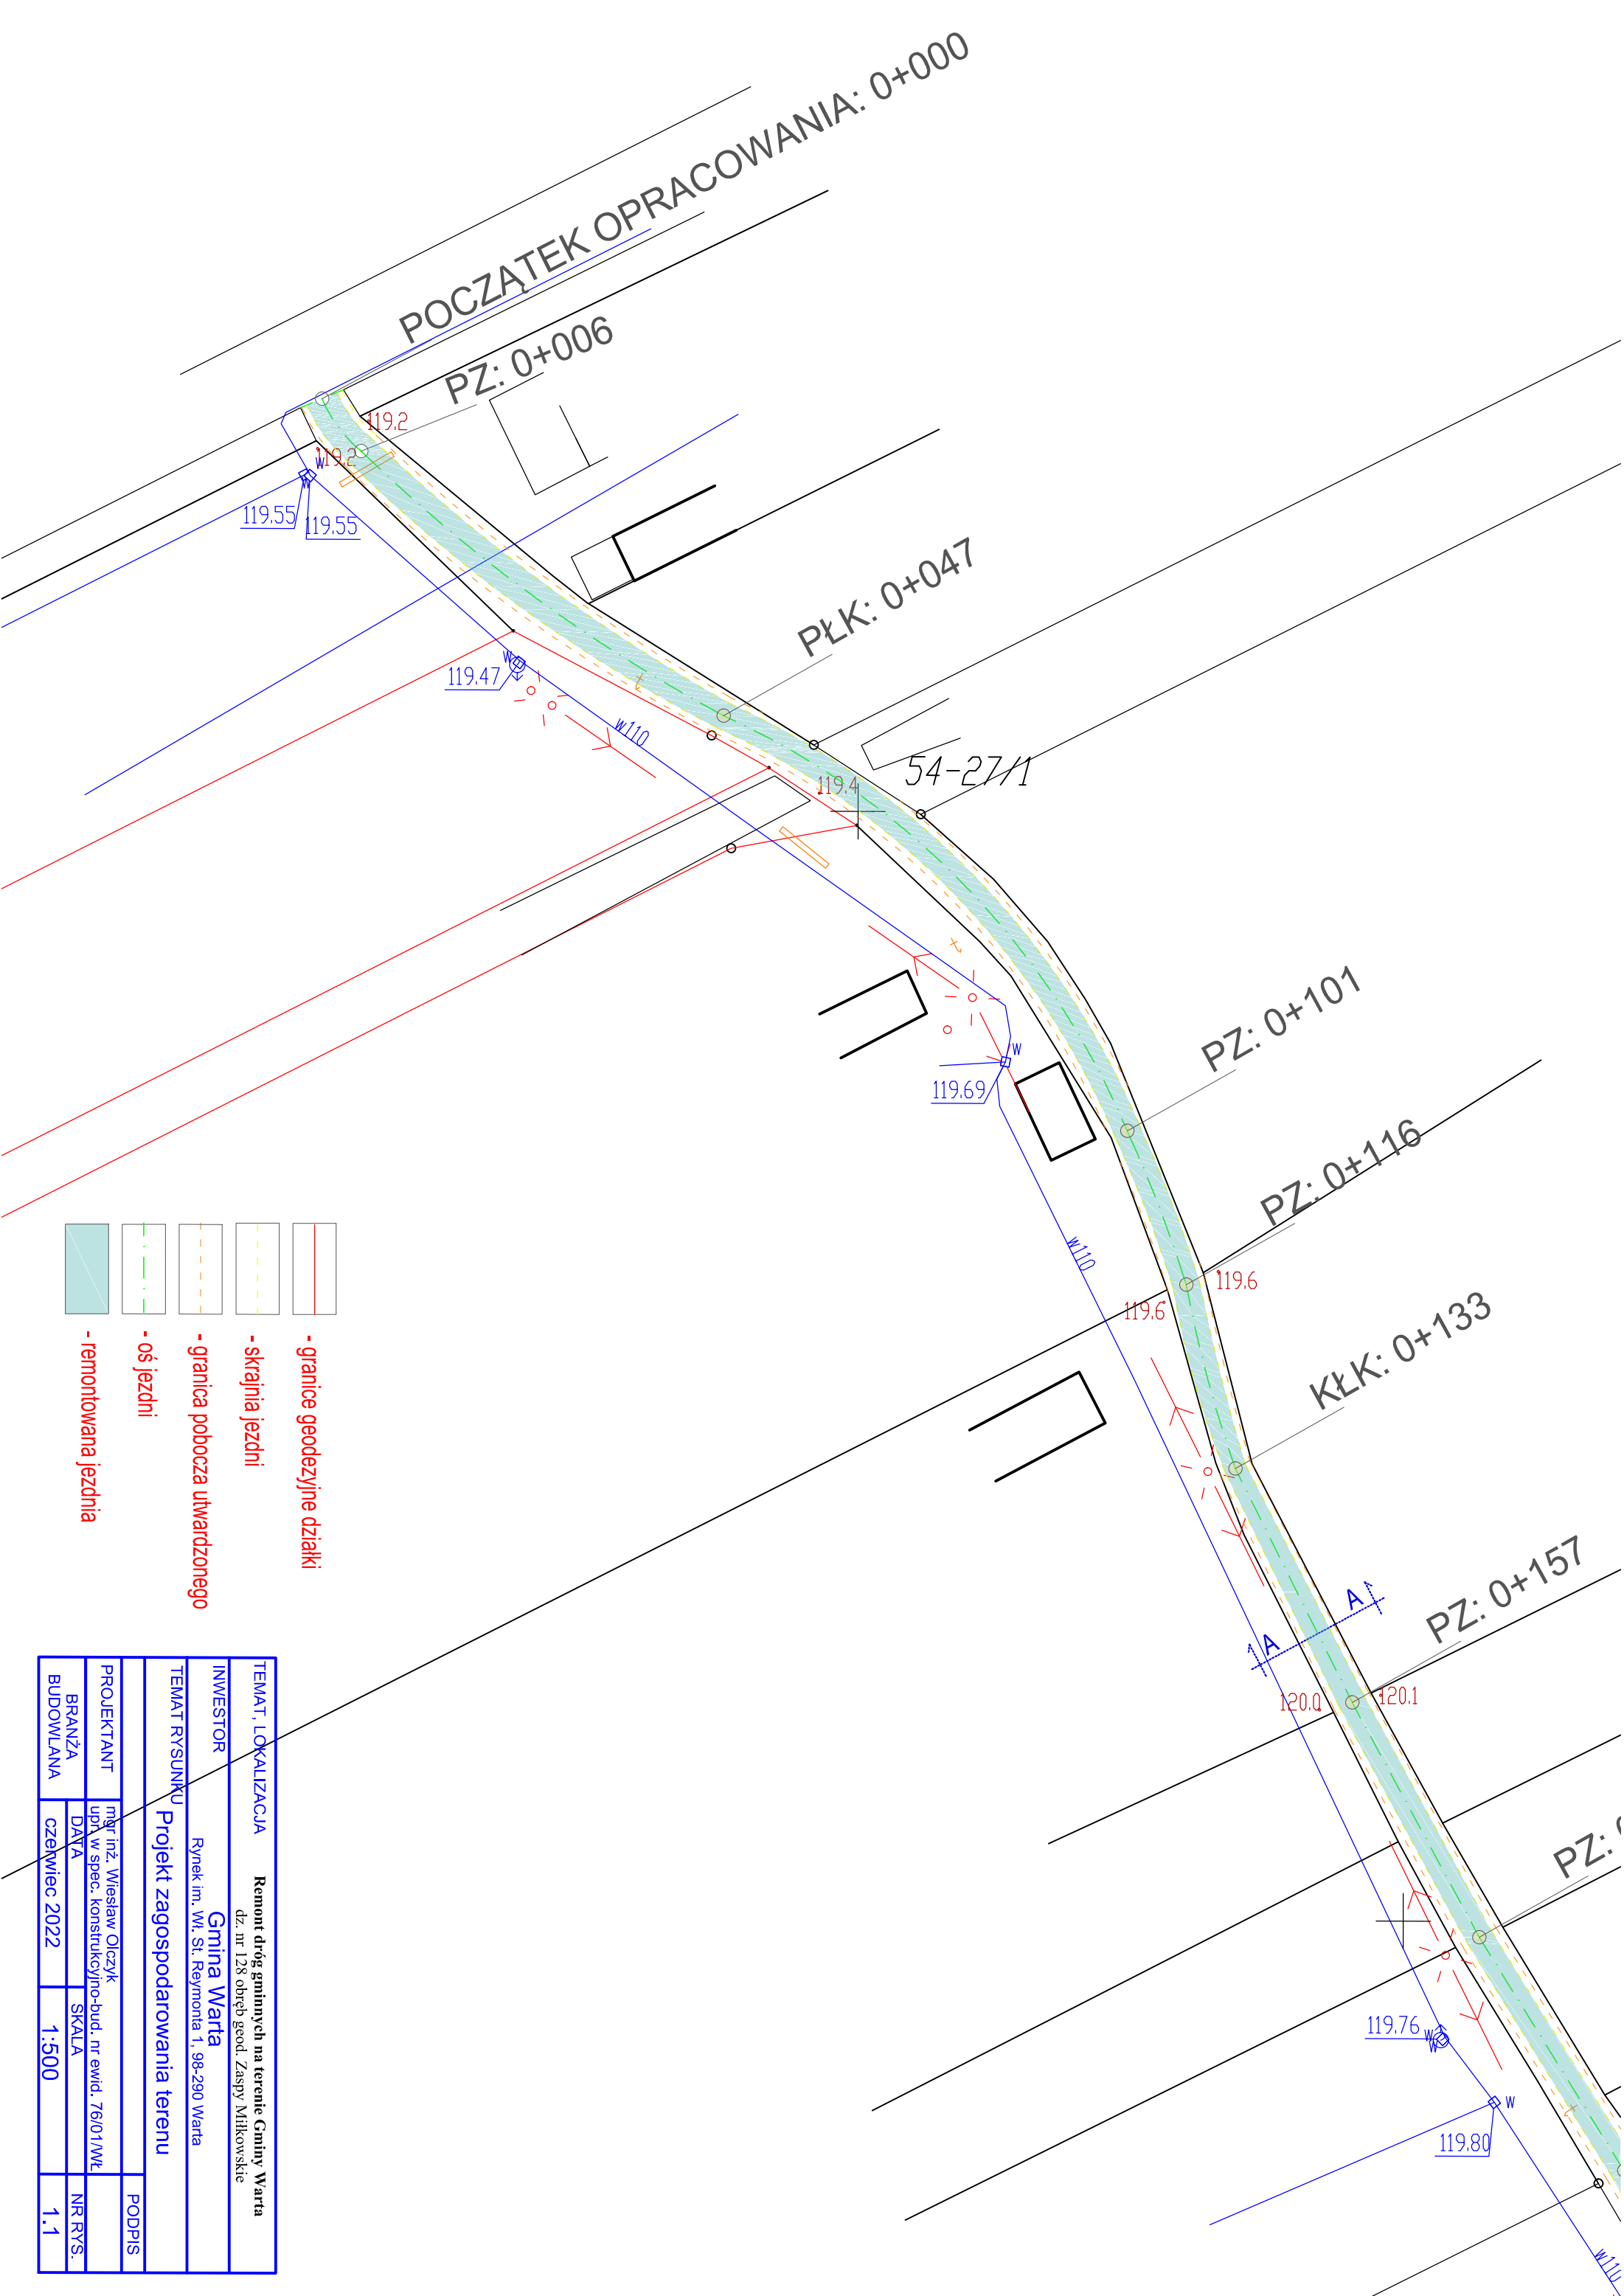 POCZĄTEK OPRACOWANIA: 0+000
PZ: 0+006
119.2
119.2
W
W
119.55
119.55
PŁK: 0+047
W
119.47
w110
t
119.4
54-27/1
t
PZ: 0+101
W
119.69
PZ: 0+116
w110
119.6
119.6
KŁK: 0+133
PZ: 0+157
A
A
120.0
120.1
PZ:
119.76
W
W
W
119.80
t
w110
- granice geodezyjne działki
- skrajnia jezdni
- granica pobocza utwardzonego
- oś jezdni
- remontowana jezdnia
TEMAT, LOKALIZACJA
Remont dróg gminnych na terenie Gminy Warta
dz. nr 128 obręb geod. Zaspy Miłkowskie
INWESTOR
Gmina Warta
Rynek im. Wł. St. Reymonta 1, 98-290 Warta
TEMAT RYSUNKU
Projekt zagospodarowania terenu
PODPIS
PROJEKTANT
mgr inż. Wiesław Olczyk
upr. w spec. konstrukcyjno-bud. nr ewid. 76/01/WŁ
BRANŻA
BUDOWLANA
DATA
czerwiec 2022
SKALA
1:500
NR RYS.
1.1